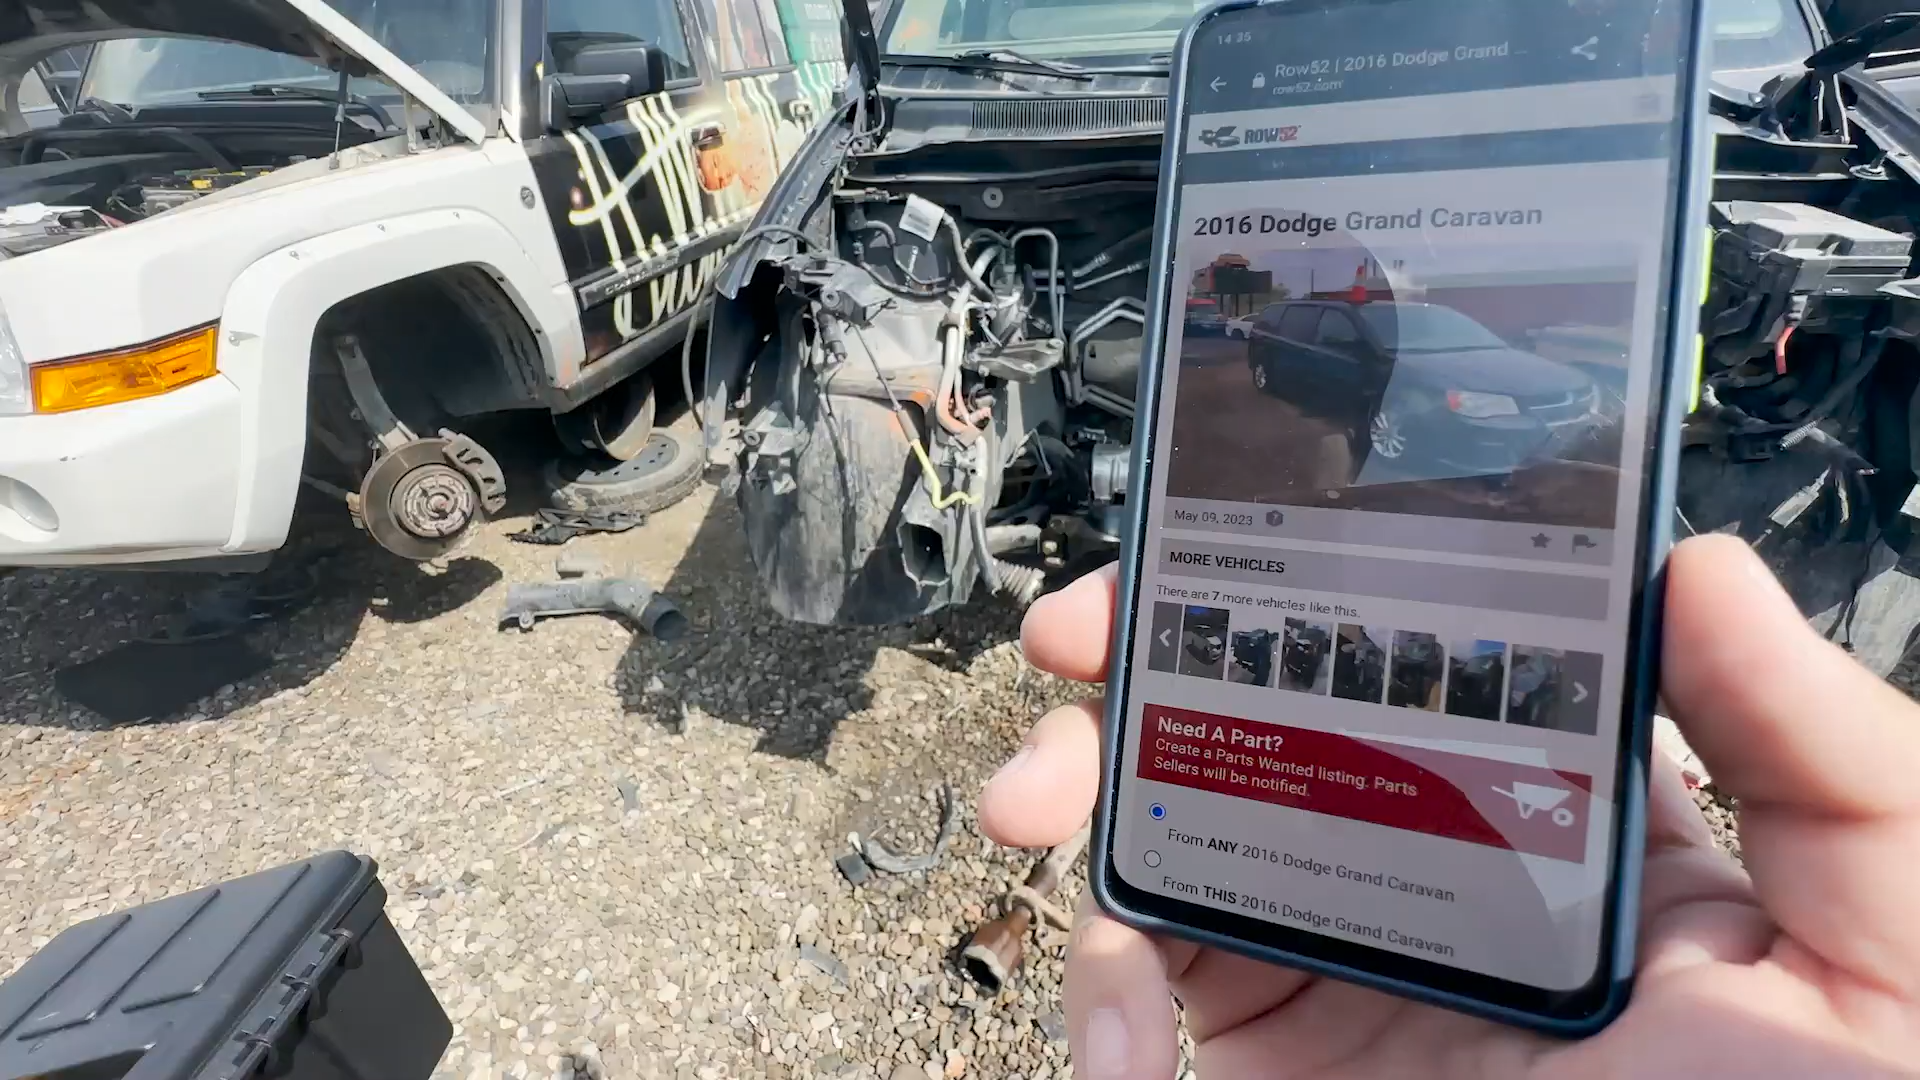 14 35
Row52 | 2016 Dodge Grand ...
row52.com
ROW52
2016 Dodge Grand Caravan
May 09, 2023
MORE VEHICLES
There are 7 more vehicles like this.
Need A Part?
Create a Parts Wanted listing. Parts
Sellers will be notified.
From ANY 2016 Dodge Grand Caravan
From THIS 2016 Dodge Grand Caravan